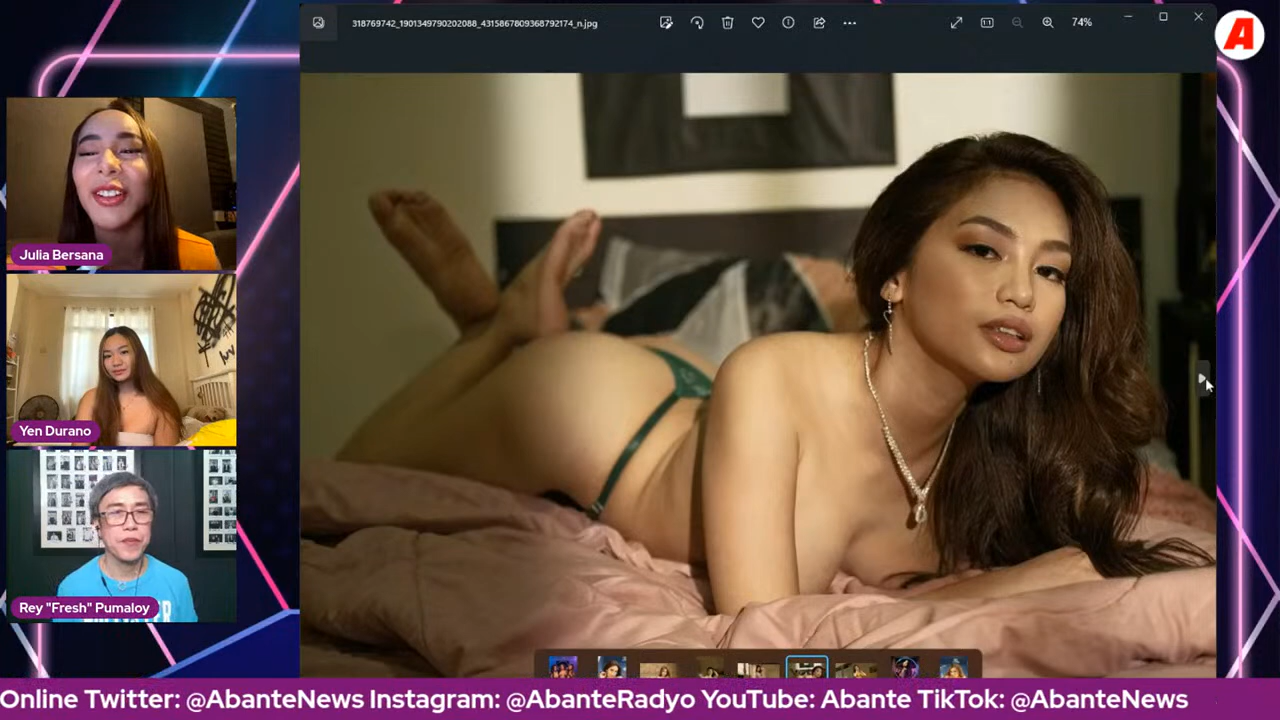 318769742_1901349790202088_4315867809368792174_n.jpg
74%
A
Julia Bersana
Yen Durano
Rey "Fresh" Pumaloy
Online Twitter: @AbanteNews Instagram: @AbanteRadyo YouTube: Abante TikTok: @AbanteNews